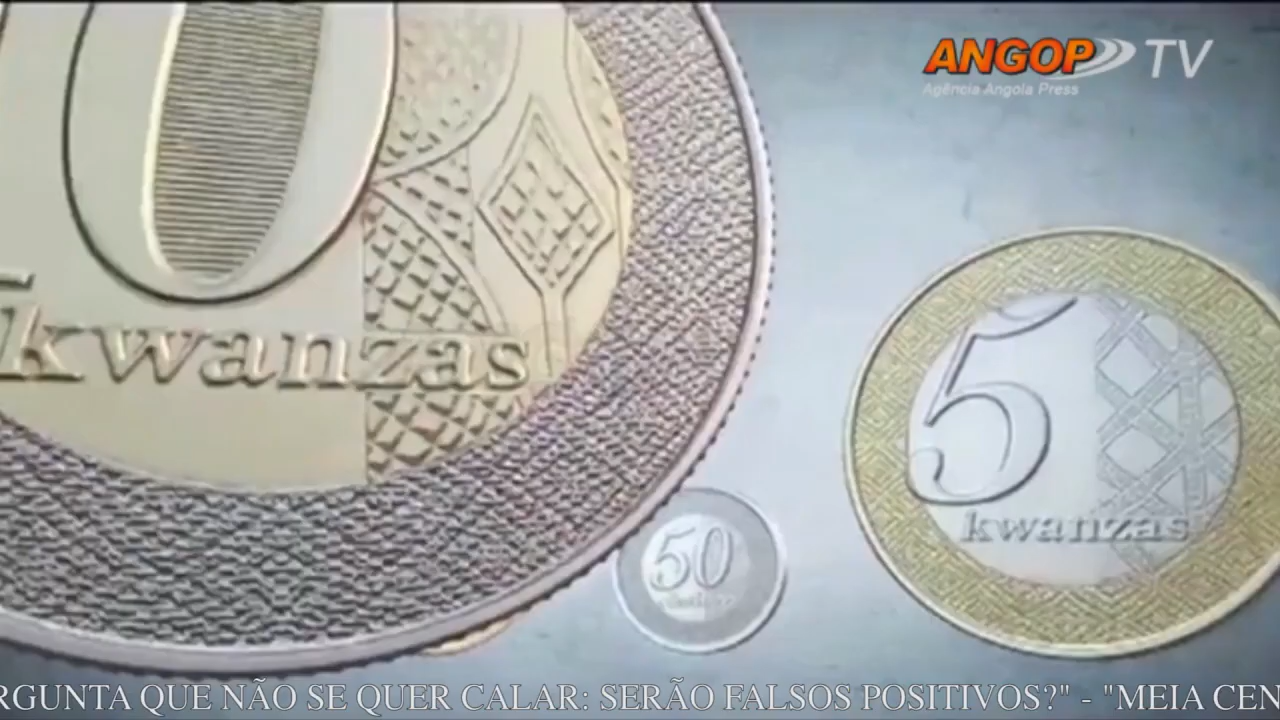 0
kwanzas
ANGOP TV
Agência Angola Press
5
kwanzas
50
RGUNTA QUE NÃO SE QUER CALAR: SERÃO FALSOS POSITIVOS?" - "MEIA CEN